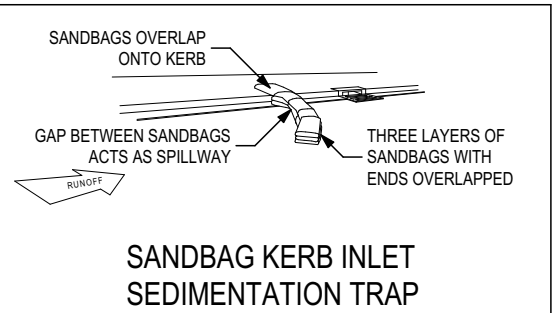 SANDBAGS OVERLAP
ONTO KERB
GAP BETWEEN SANDBAGS
ACTS AS SPILLWAY
THREE LAYERS OF
SANDBAGS WITH
ENDS OVERLAPPED
RUNOFF
SANDBAG KERB INLET
SEDIMENTATION TRAP